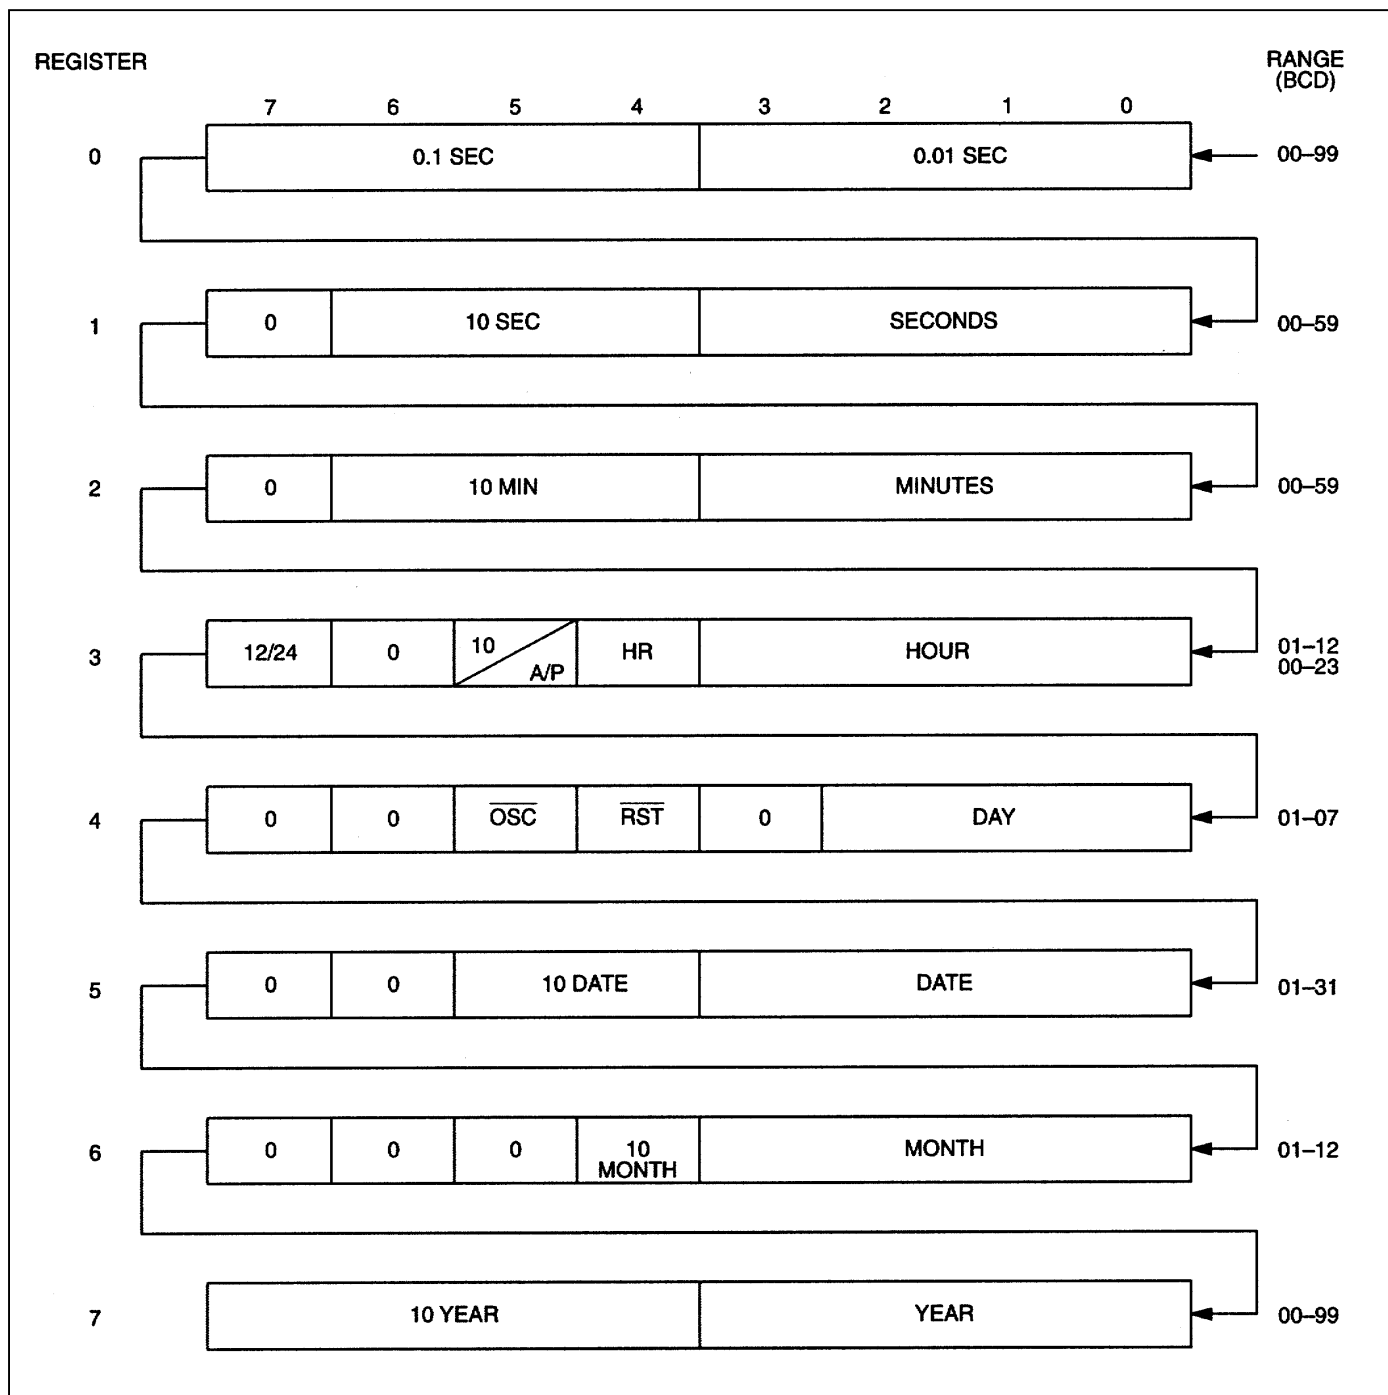 REGISTER
RANGE
(BCD)
7 6 5 4 3 2 1 0
0 0.1 SEC 0.01 SEC 00–99
1 0 10 SEC SECONDS 00–59
2 0 10 MIN MINUTES 00–59
3 12/24 0 10 A/P HR HOUR 01–12
00–23
4 0 0 OSC RST 0 DAY 01–07
5 0 0 10 DATE DATE 01–31
6 0 0 0 10 MONTH 01–12
MONTH
7 10 YEAR YEAR 00–99